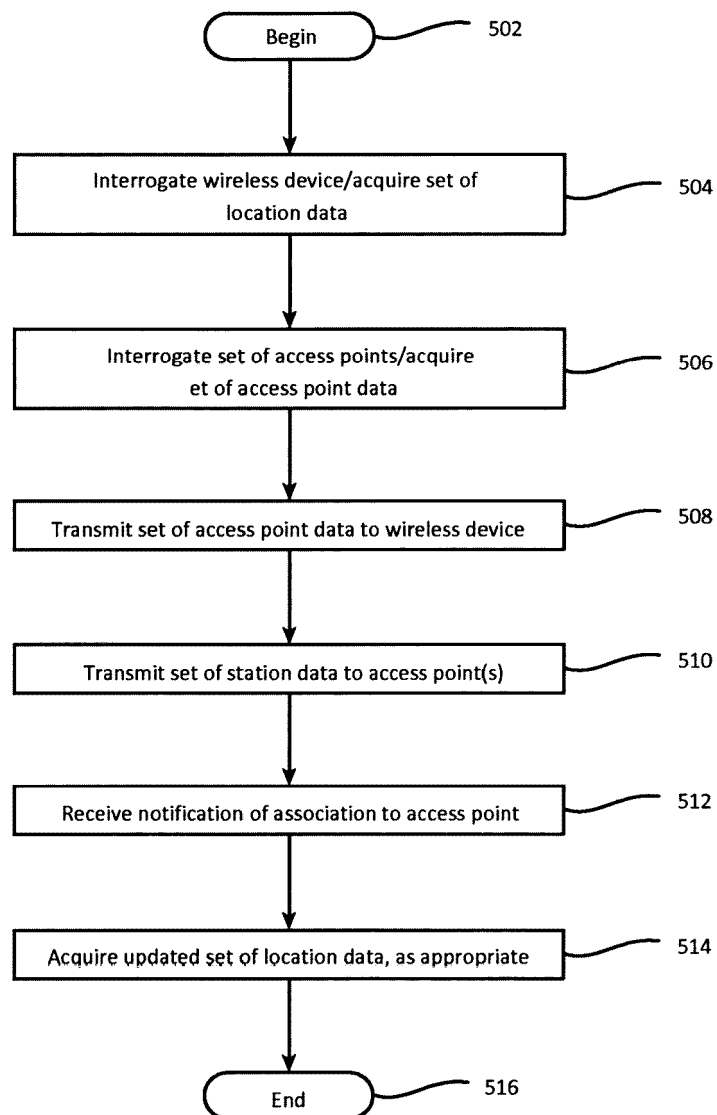 Begin
502
Interrogate wireless device/acquire set of
location data
504
Interrogate set of access points/acquire
et of access point data
506
Transmit set of access point data to wireless device
508
Transmit set of station data to access point(s)
510
Receive notification of association to access point
512
Acquire updated set of location data, as appropriate
514
End
516